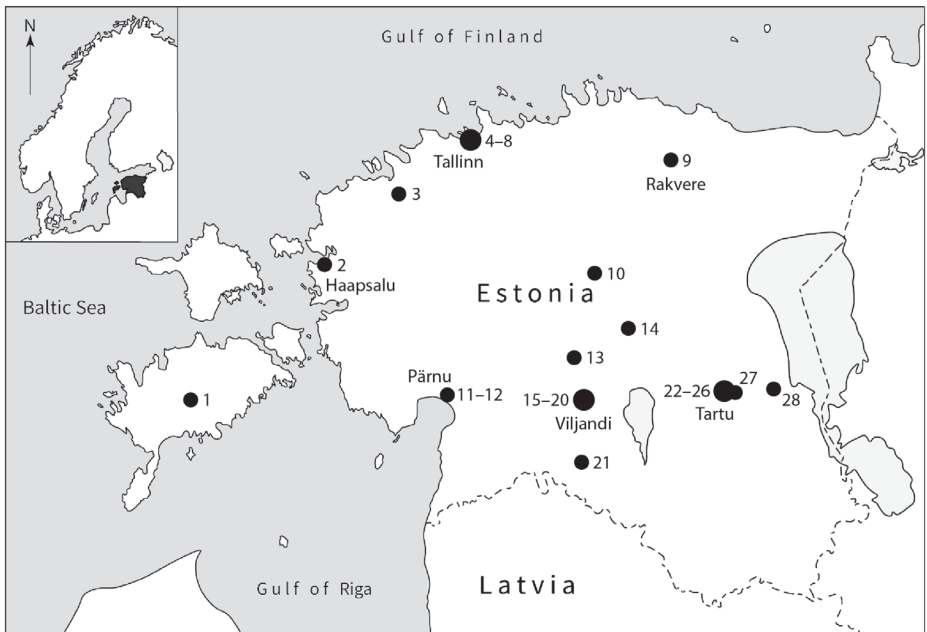 N
Gulf of Finland
4–8
Tallinn
9
Rakvere
3
2
Haapsalu
10
Estonia
Baltic Sea
14
13
Pärnu
11–12
1
15–20
Viljandi
22–26
27
Tartu
28
21
Gulf of Riga
Latvia